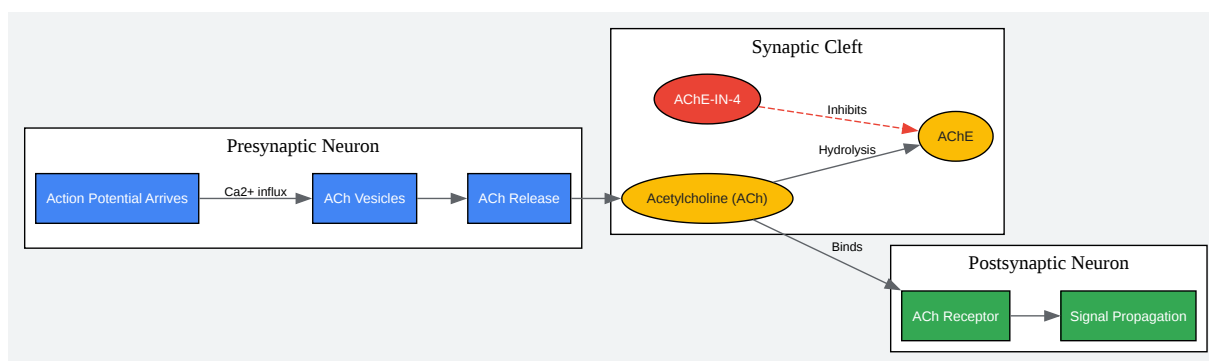 Synaptic Cleft
AChE-IN-4
Inhibits
AChE
Hydrolysis
Presynaptic Neuron
Action Potential Arrives
Ca2+ influx
ACh Vesicles
ACh Release
Acetylcholine (ACh)
Binds
Postsynaptic Neuron
ACh Receptor
Signal Propagation